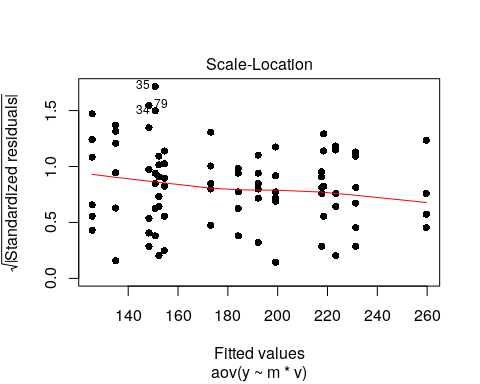 Scale-Location
√|Standardized residuals|
1.5
1.0
0.5
0.0
35
79
34
140 160 180 200 220 240 260
Fitted values
aov(y ~ m * v)